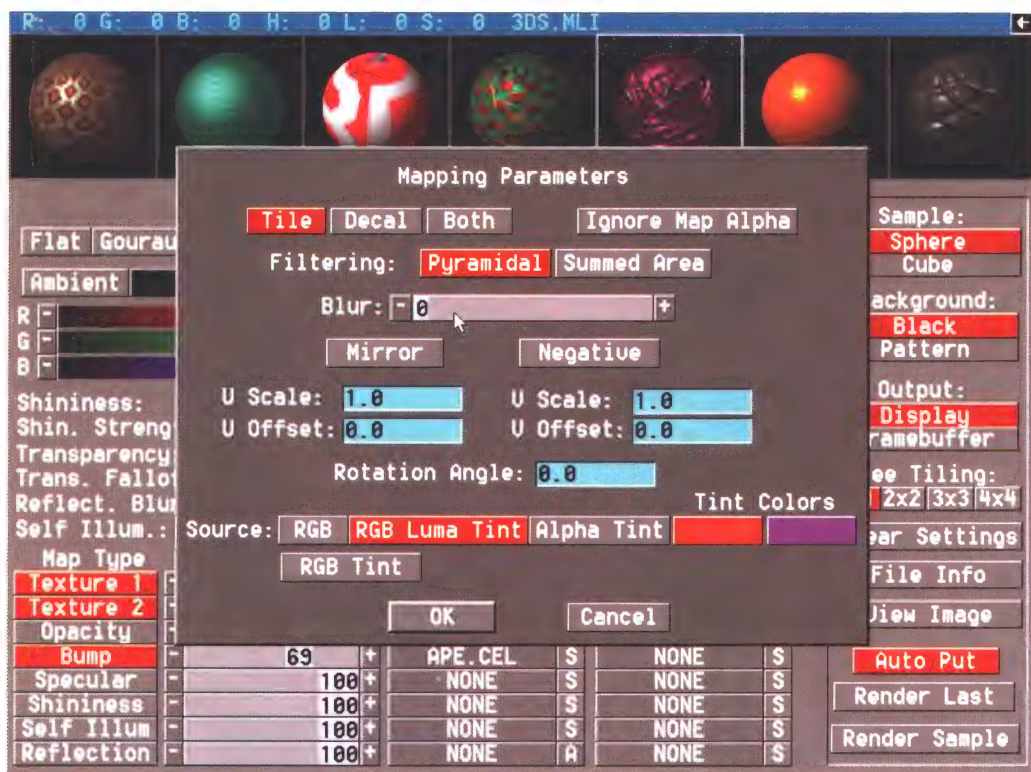 R: 0 G: 0 B: 0 H: 0 L: 0 S: 0 3DS.MLI
Mapping Parameters
Tile Decal Both Ignore Map Alpha
Filtering: Pyramidal Summed Area
Blur: - 0 +
Mirror Negative
U Scale: 1.0 U Scale: 1.0
U Offset: 0.0 U Offset: 0.0
Rotation Angle: 0.0
Tint Colors
Source: RGB RGB Luma Tint Alpha Tint
RGB Tint
OK Cancel
Flat Gourau
Ambient
R -
G -
B -
Shininess:
Shin. Streng
Transparency
Trans. Fallo
Reflect. Blu
Self Illum.:
Map Type
Texture 1 -
Texture 2 -
Opacity -
Bump - 69 + APE.CEL S NONE S
Specular - 100 + NONE S NONE S
Shininess - 100 + NONE S NONE S
Self Illum - 100 + NONE S NONE S
Reflection - 100 + NONE A NONE S
Sample:
Sphere
Cube
ackground:
Black
Pattern
Output:
Display
ramebuffer
ee Tiling:
2x2 3x3 4x4
ear Settings
File Info
View Image
Auto Put
Render Last
Render Sample